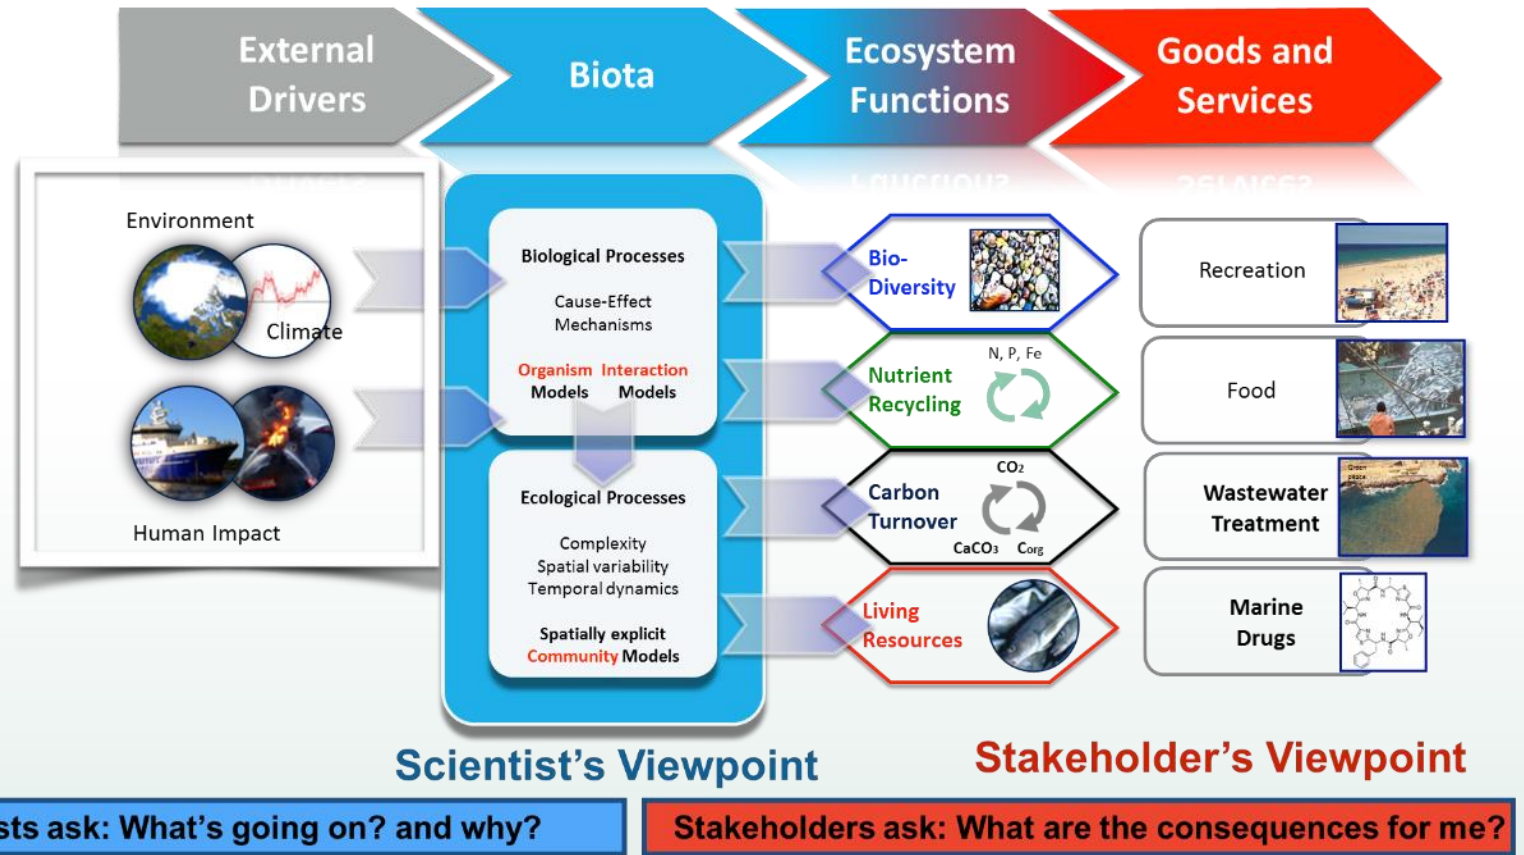 External
Drivers
Biota
Ecosystem
Functions
Goods and
Services
Environment
Climate
Human Impact
Biological Processes
Cause-Effect
Mechanisms
Organism Interaction
Models Models
Ecological Processes
Complexity
Spatial variability
Temporal dynamics
Spatially explicit
Community Models
Bio-
Diversity
Nutrient
Recycling
N, P, Fe
Carbon
Turnover
CO2
CaCO3 Corg
Living
Resources
Recreation
Food
Wastewater
Treatment
Marine
Drugs
Scientist's Viewpoint
Stakeholder's Viewpoint
sts ask: What's going on? and why?
Stakeholders ask: What are the consequences for me?